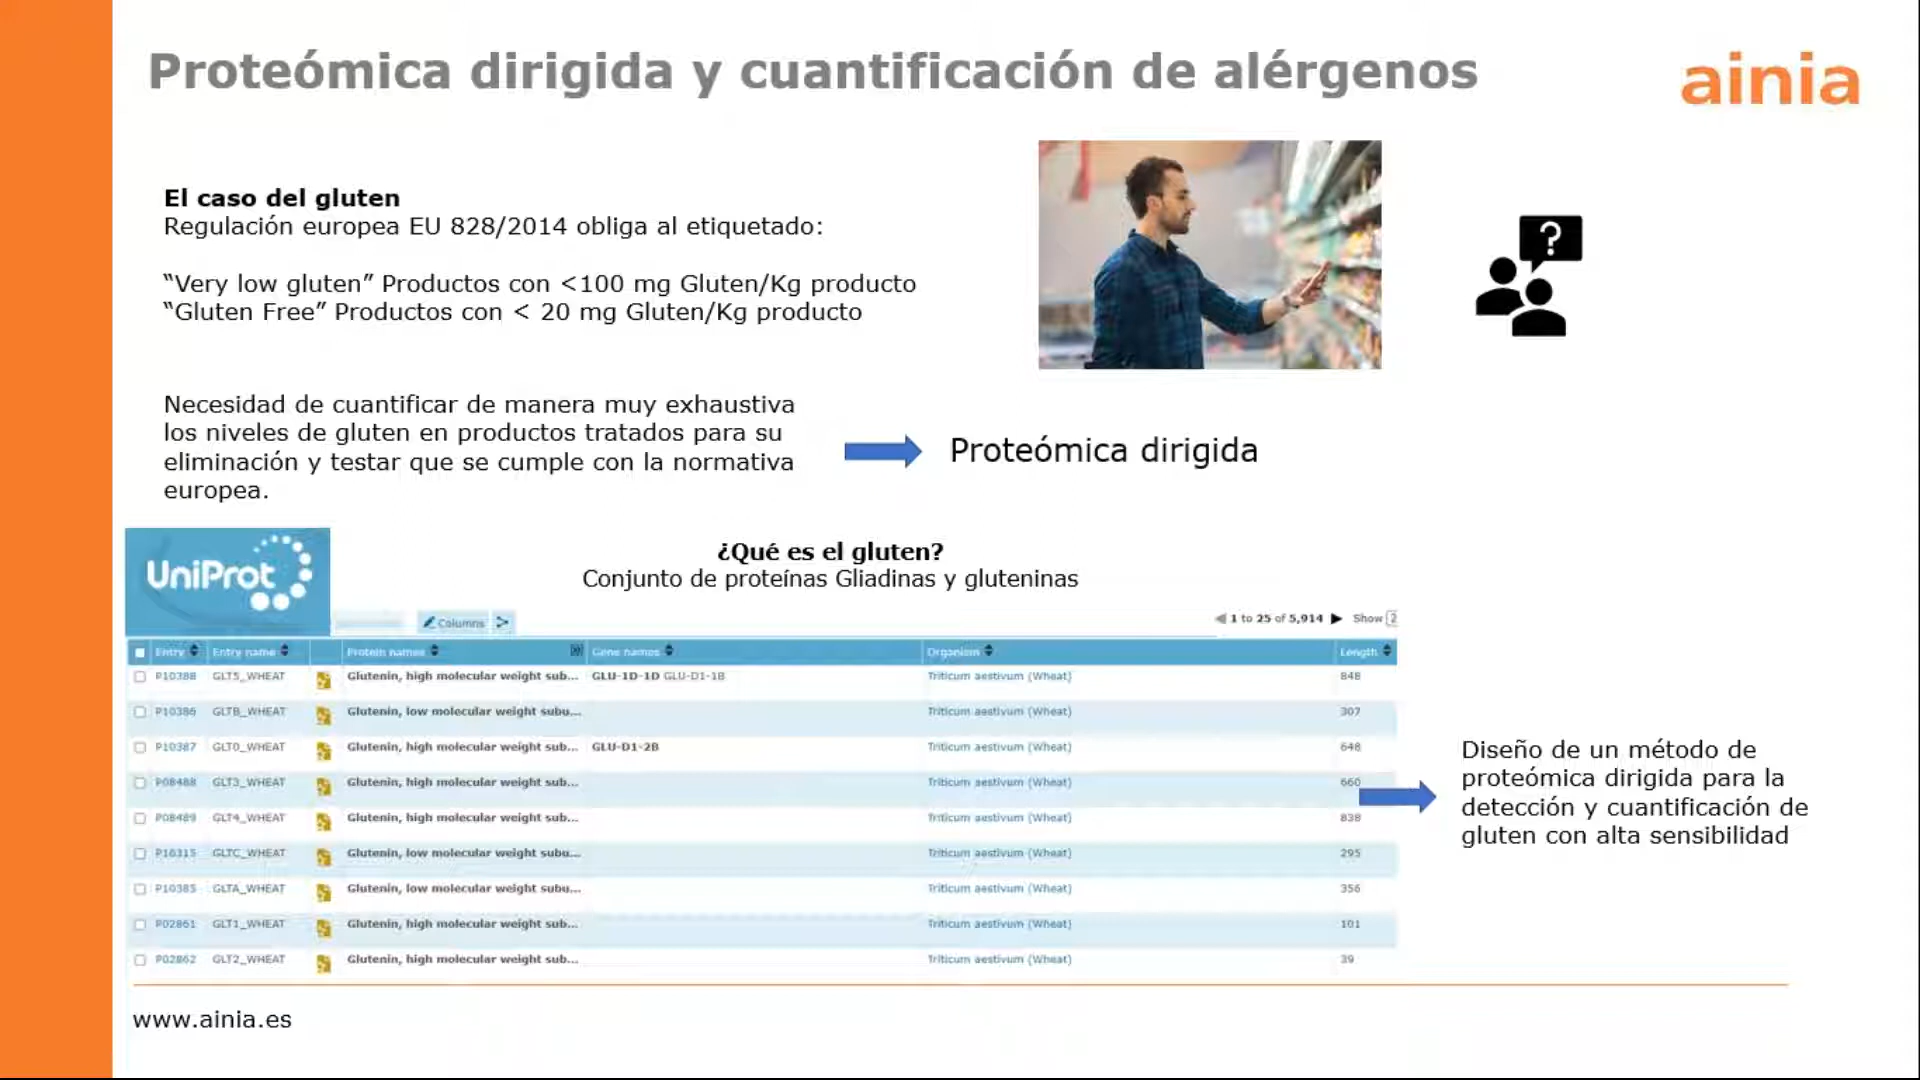 Proteómica dirigida y cuantificación de alérgenos
ainia
El caso del gluten
Regulación europea EU 828/2014 obliga al etiquetado:
“Very low gluten” Productos con <100 mg Gluten/Kg producto
“Gluten Free” Productos con < 20 mg Gluten/Kg producto
?
Necesidad de cuantificar de manera muy exhaustiva
los niveles de gluten en productos tratados para su
eliminación y testar que se cumple con la normativa
europea.
Proteómica dirigida
UniProt
¿Qué es el gluten?
Conjunto de proteínas Gliadinas y gluteninas
Columns
1 to 25 of 5,914 Show
Entry Entry name Protein names Gene names Organism Length
P10388 GLT5_WHEAT Glutenin, high molecular weight sub... GLU-1D-1D GLU-D1-1B Triticum aestivum (Wheat) 848
P10386 GLTB_WHEAT Glutenin, low molecular weight subu... Triticum aestivum (Wheat) 307
P10387 GLT0_WHEAT Glutenin, high molecular weight sub... GLU-D1-2B Triticum aestivum (Wheat) 648
P08488 GLT3_WHEAT Glutenin, high molecular weight sub... Triticum aestivum (Wheat) 660
P08489 GLT4_WHEAT Glutenin, high molecular weight sub... Triticum aestivum (Wheat) 838
P16315 GLTC_WHEAT Glutenin, low molecular weight subu... Triticum aestivum (Wheat) 295
P10385 GLTA_WHEAT Glutenin, low molecular weight subu... Triticum aestivum (Wheat) 356
P02861 GLT1_WHEAT Glutenin, high molecular weight sub... Triticum aestivum (Wheat) 101
P02862 GLT2_WHEAT Glutenin, high molecular weight sub... Triticum aestivum (Wheat) 39
Diseño de un método de
proteómica dirigida para la
detección y cuantificación de
gluten con alta sensibilidad
www.ainia.es